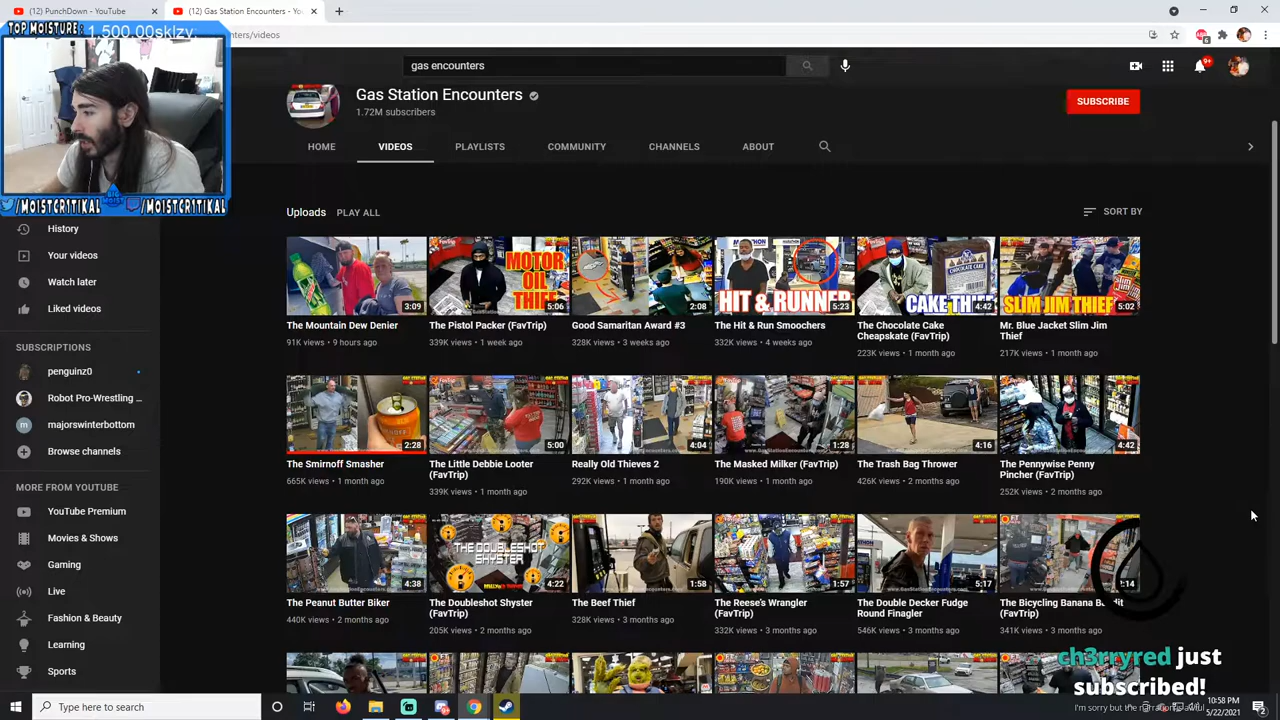 (12) PunchDown - YouTube
(12) Gas Station Encounters - You
TOP MOISTURE: 1,500.00sklzy:
nters/videos
gas encounters
9+
Gas Station Encounters
1.72M subscribers
SUBSCRIBE
HOME VIDEOS PLAYLISTS COMMUNITY CHANNELS ABOUT
/MOISTCRITIKAL /MOISTCRITIKAL
History
Your videos
Watch later
Liked videos
SUBSCRIPTIONS
penguinz0
Robot Pro-Wrestling ...
majorswinterbottom
Browse channels
MORE FROM YOUTUBE
YouTube Premium
Movies & Shows
Gaming
Live
Fashion & Beauty
Learning
Sports
Uploads PLAY ALL
SORT BY
3:09
MOTOR OIL THIEF
5:06
2:08
HIT & RUNNER
5:23
CHOCOLATE CAKE
CAKE THIEF
4:42
SLIM JIM THIEF
5:02
The Mountain Dew Denier
91K views • 9 hours ago
The Pistol Packer (FavTrip)
339K views • 1 week ago
Good Samaritan Award #3
328K views • 3 weeks ago
The Hit & Run Smoochers
332K views • 4 weeks ago
The Chocolate Cake
Cheapskate (FavTrip)
223K views • 1 month ago
Mr. Blue Jacket Slim Jim
Thief
217K views • 1 month ago
2:28
5:00
4:04
1:28
4:16
4:42
The Smirnoff Smasher
665K views • 1 month ago
The Little Debbie Looter
(FavTrip)
339K views • 1 month ago
Really Old Thieves 2
292K views • 1 month ago
The Masked Milker (FavTrip)
190K views • 1 month ago
The Trash Bag Thrower
426K views • 2 months ago
The Pennywise Penny
Pincher (FavTrip)
252K views • 2 months ago
4:38
THE DOUBLESHOT
SHYSTER
4:22
1:58
1:57
5:17
1:14
The Peanut Butter Biker
440K views • 2 months ago
The Doubleshot Shyster
(FavTrip)
205K views • 2 months ago
The Beef Thief
328K views • 3 months ago
The Reese's Wrangler
(FavTrip)
332K views • 3 months ago
The Double Decker Fudge
Round Finagler
546K views • 3 months ago
The Bicycling Banana Bandit
(FavTrip)
341K views • 3 months ago
ch3rryred just
subscribed!
Type here to search
10:58 PM
5/22/2021
2